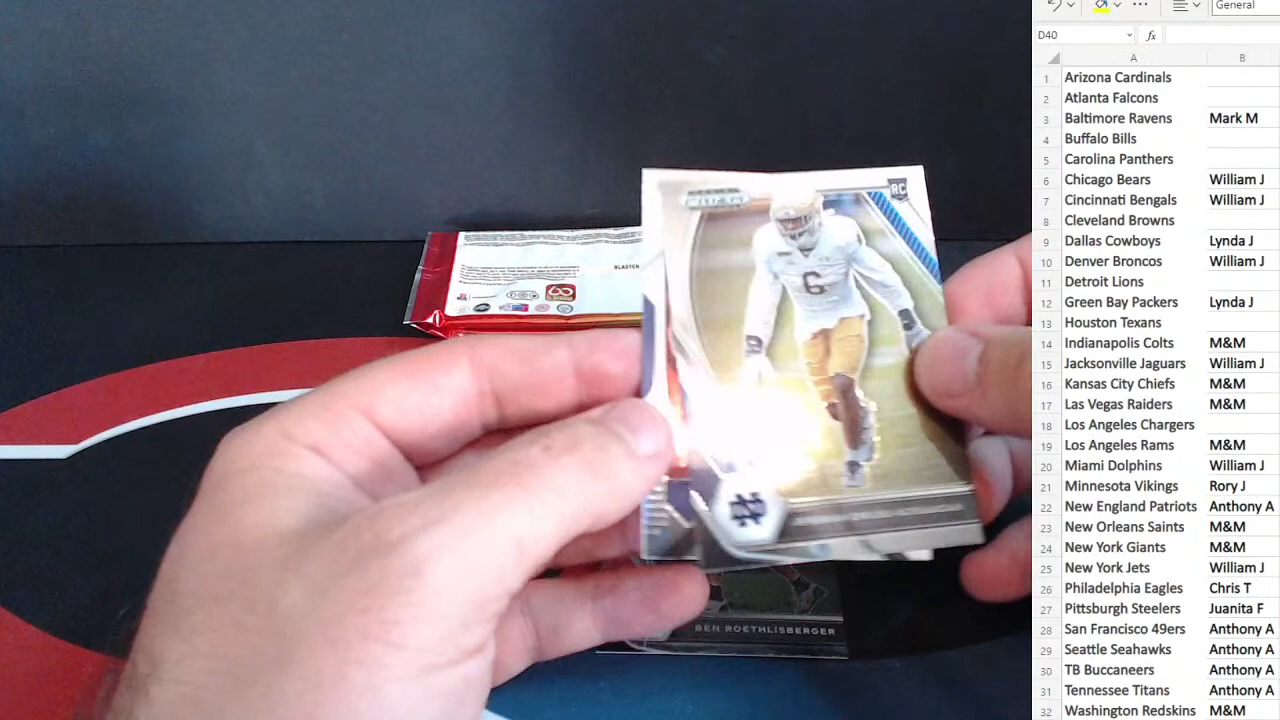 General
D40
fx
A B
1 Arizona Cardinals
2 Atlanta Falcons
3 Baltimore Ravens Mark M
4 Buffalo Bills
5 Carolina Panthers
6 Chicago Bears William J
7 Cincinnati Bengals William J
8 Cleveland Browns
9 Dallas Cowboys Lynda J
10 Denver Broncos William J
11 Detroit Lions
12 Green Bay Packers Lynda J
13 Houston Texans
14 Indianapolis Colts M&M
15 Jacksonville Jaguars William J
16 Kansas City Chiefs M&M
17 Las Vegas Raiders M&M
18 Los Angeles Chargers
19 Los Angeles Rams M&M
20 Miami Dolphins William J
21 Minnesota Vikings Rory J
22 New England Patriots Anthony A
23 New Orleans Saints M&M
24 New York Giants M&M
25 New York Jets William J
26 Philadelphia Eagles Chris T
27 Pittsburgh Steelers Juanita F
28 San Francisco 49ers Anthony A
29 Seattle Seahawks Anthony A
30 TB Buccaneers Anthony A
31 Tennessee Titans Anthony A
32 Washington Redskins M&M
RC
PRIZM
6
BLASTER
BEN ROETHLISBERGER